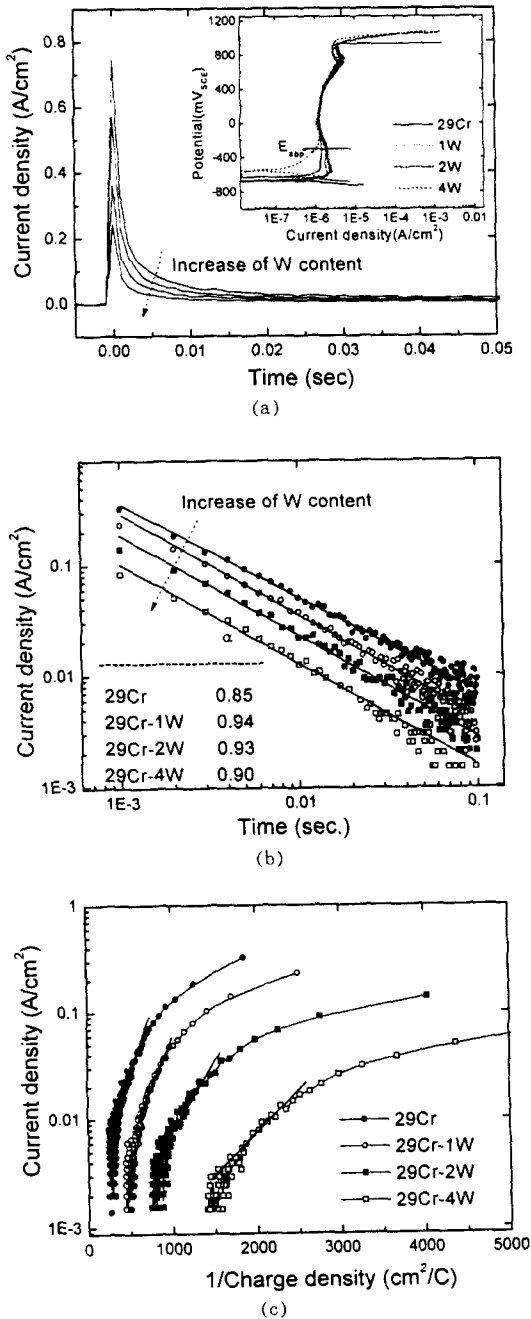 0.8
0.6
0.4
0.2
0.0
Current density (A/cm²)
0.00 0.01 0.02 0.03 0.04 0.05
Time (sec)
Increase of W content
1200
800
400
0
-400
-800
Potential(mV_SCE)
1E-7 1E-6 1E-5 1E-4 1E-3 0.01
Current density(A/cm²)
E_app
29Cr
1W
2W
4W
(a)
0.1
0.01
1E-3
Current density (A/cm²)
Increase of W content
α
29Cr 0.85
29Cr-1W 0.94
29Cr-2W 0.93
29Cr-4W 0.90
1E-3 0.01 0.1
Time (sec.)
(b)
1
0.1
0.01
1E-3
Current density (A/cm²)
29Cr
29Cr-1W
29Cr-2W
29Cr-4W
0 1000 2000 3000 4000 5000
1/Charge density (cm²/C)
(c)